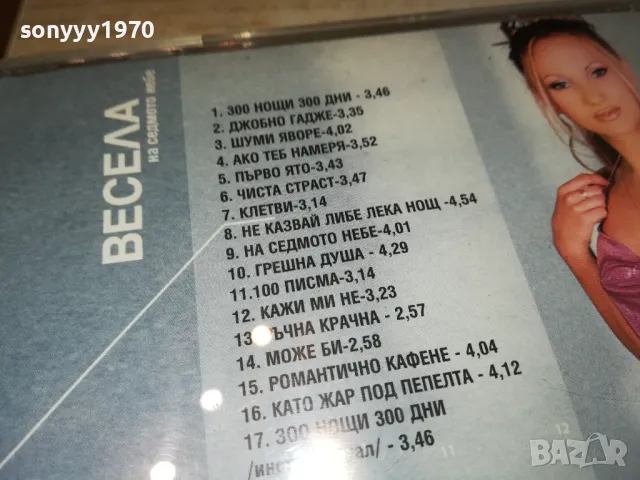 sonyyy1970
ВЕСЕЛА
на седмото небе
1. 300 НОЩИ 300 ДНИ - 3,46
2. ДЖОБНО ГАДЖЕ-3,35
3. ШУМИ ЯВОРЕ-4,02
4. АКО ТЕБ НАМЕРЯ-3,52
5. ПЪРВО ЯТО-3,43
6. ЧИСТА СТРАСТ-3,47
7. КЛЕТВИ-3,14
8. НЕ КАЗВАЙ ЛИБЕ ЛЕКА НОЩ -4,54
9. НА СЕДМОТО НЕБЕ-4,01
10. ГРЕШНА ДУША - 4,29
11.100 ПИСМА-3,14
12. КАЖИ МИ НЕ-3,23
13. КРАЧНА - 2,57
14. МОЖЕ БИ-2,58
15. РОМАНТИЧНО КАФЕНЕ - 4,04
16. КАТО ЖАР ПОД ПЕПЕЛТА - 4,12
17. 300 НОЩИ 300 ДНИ
- 3,46
11
12
BAZAR